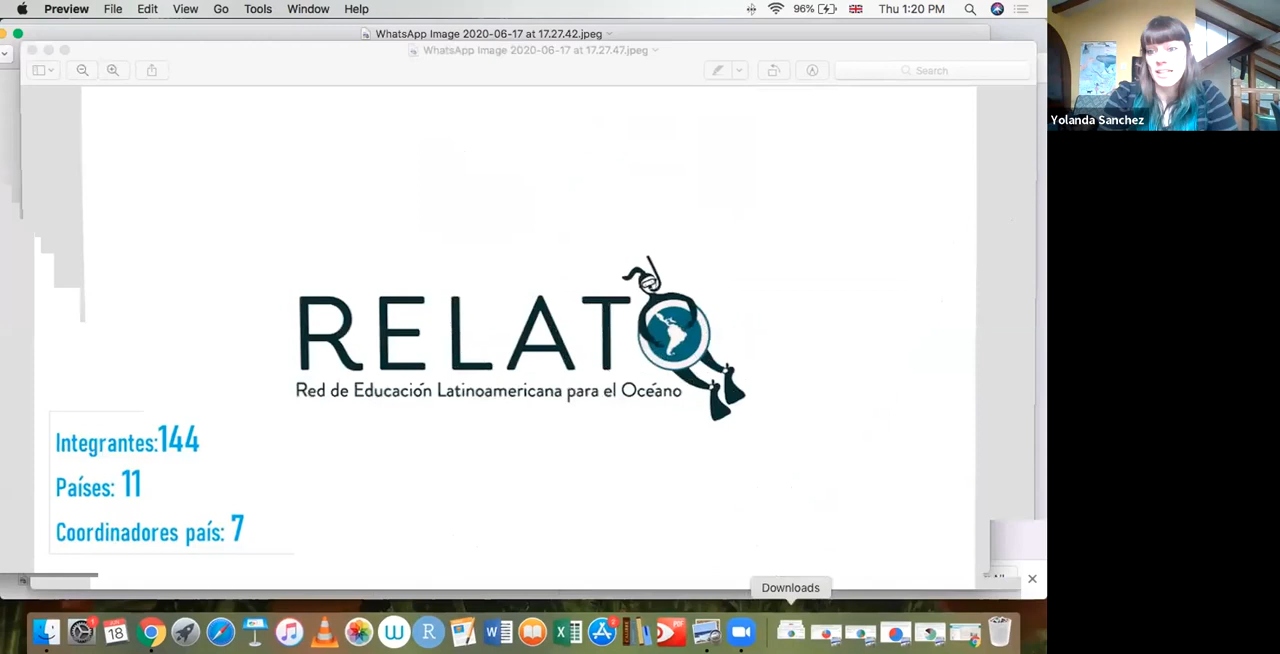 Preview File Edit View Go Tools Window Help 96% Thu 1:20 PM
WhatsApp Image 2020-06-17 at 17.27.42.jpeg
WhatsApp Image 2020-06-17 at 17.27.47.jpeg
Search
Yolanda Sanchez
RELATO
Red de Educación Latinoamericana para el Océano
Integrantes:144
Países: 11
Coordinadores país: 7
Downloads